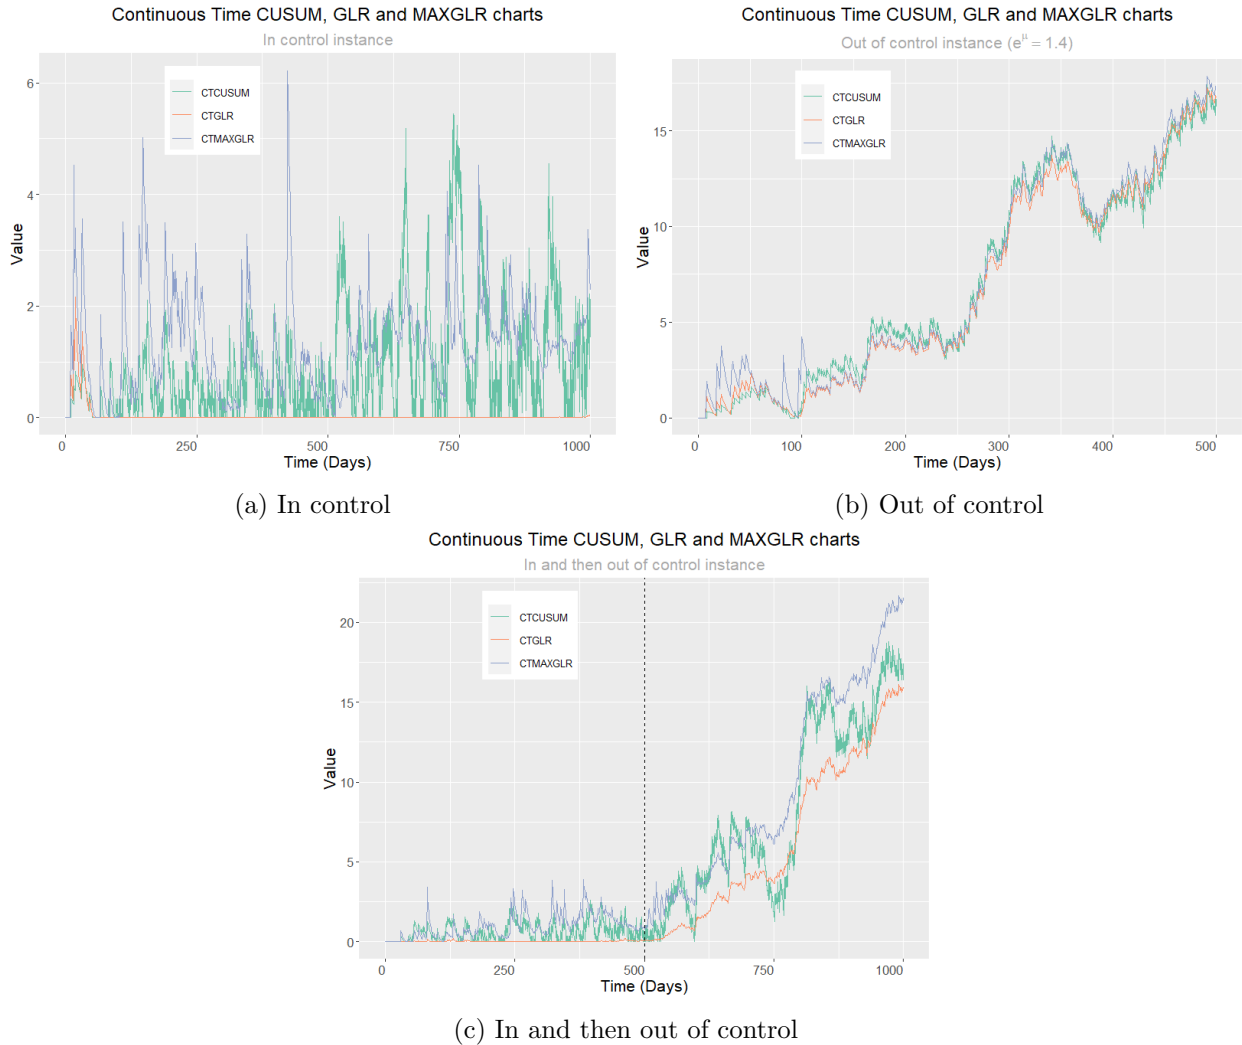 Continuous Time CUSUM, GLR and MAXGLR charts
In control instance
CTCUSUM
CTGLR
CTMAXGLR
Value
6
4
2
0
0 250 500 750 1000
Time (Days)
(a) In control
Continuous Time CUSUM, GLR and MAXGLR charts
Out of control instance (e^μ = 1.4)
CTCUSUM
CTGLR
CTMAXGLR
Value
15
10
5
0
0 100 200 300 400 500
Time (Days)
(b) Out of control
Continuous Time CUSUM, GLR and MAXGLR charts
In and then out of control instance
CTCUSUM
CTGLR
CTMAXGLR
Value
20
15
10
5
0
0 250 500 750 1000
Time (Days)
(c) In and then out of control